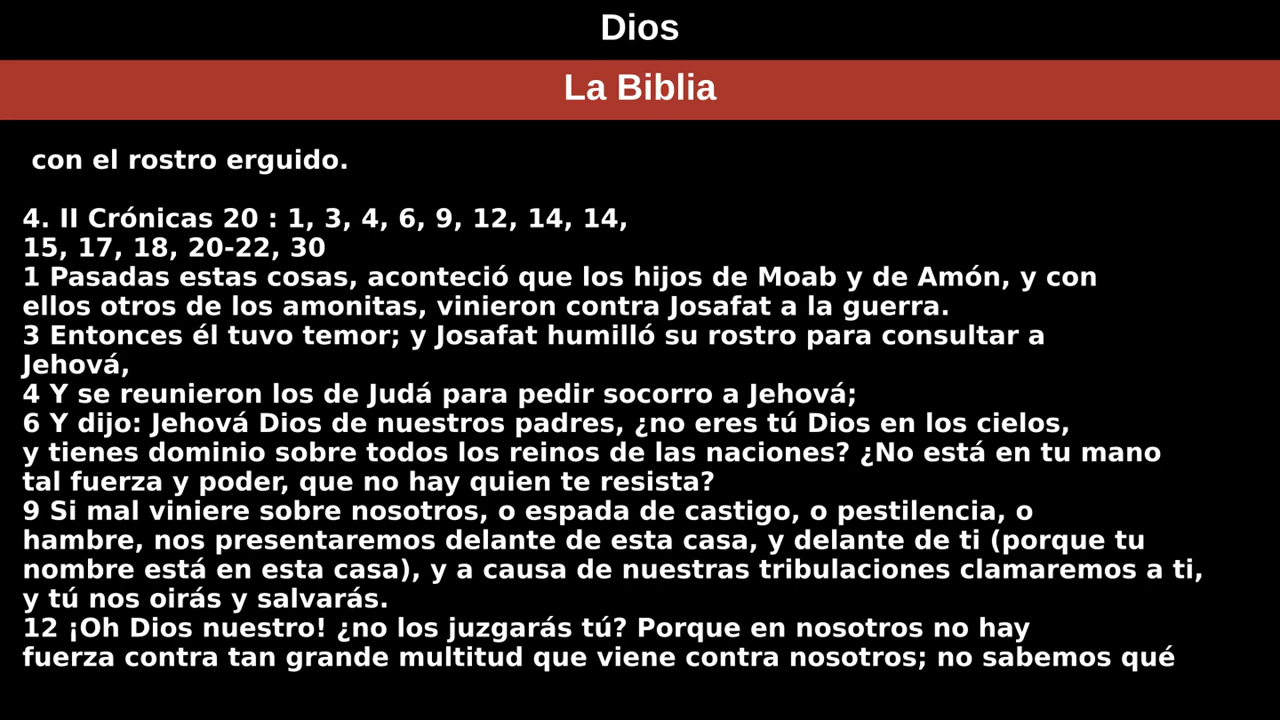 Dios
La Biblia
con el rostro erguido.
4. II Crónicas 20 : 1, 3, 4, 6, 9, 12, 14, 14,
15, 17, 18, 20-22, 30
1 Pasadas estas cosas, aconteció que los hijos de Moab y de Amón, y con
ellos otros de los amonitas, vinieron contra Josafat a la guerra.
3 Entonces él tuvo temor; y Josafat humilló su rostro para consultar a
Jehová,
4 Y se reunieron los de Judá para pedir socorro a Jehová;
6 Y dijo: Jehová Dios de nuestros padres, ¿no eres tú Dios en los cielos,
y tienes dominio sobre todos los reinos de las naciones? ¿No está en tu mano
tal fuerza y poder, que no hay quien te resista?
9 Si mal viniere sobre nosotros, o espada de castigo, o pestilencia, o
hambre, nos presentaremos delante de esta casa, y delante de ti (porque tu
nombre está en esta casa), y a causa de nuestras tribulaciones clamaremos a ti,
y tú nos oirás y salvarás.
12 ¡Oh Dios nuestro! ¿no los juzgarás tú? Porque en nosotros no hay
fuerza contra tan grande multitud que viene contra nosotros; no sabemos qué